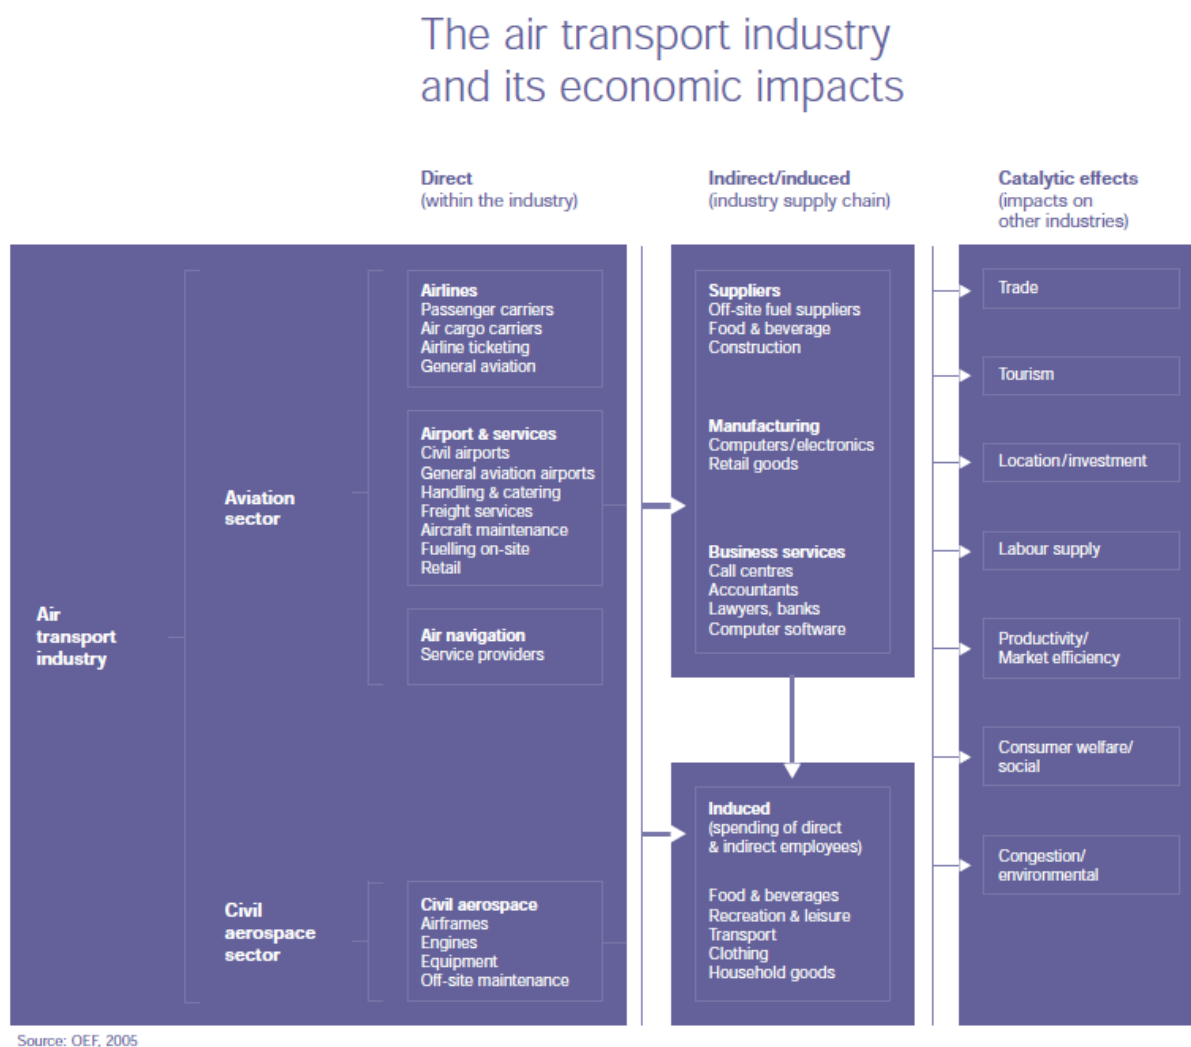 The air transport industry
and its economic impacts
Direct
(within the industry)
Indirect/induced
(industry supply chain)
Catalytic effects
(impacts on
other industries)
Air
transport
industry
Aviation
sector
Civil
aerospace
sector
Airlines
Passenger carriers
Air cargo carriers
Airline ticketing
General aviation
Airport & services
Civil airports
General aviation airports
Handling & catering
Freight services
Aircraft maintenance
Fuelling on-site
Retail
Air navigation
Service providers
Civil aerospace
Airframes
Engines
Equipment
Off-site maintenance
Suppliers
Off-site fuel suppliers
Food & beverage
Construction
Manufacturing
Computers/electronics
Retail goods
Business services
Call centres
Accountants
Lawyers, banks
Computer software
Induced
(spending of direct
& indirect employees)
Food & beverages
Recreation & leisure
Transport
Clothing
Household goods
Trade
Tourism
Location/investment
Labour supply
Productivity/
Market efficiency
Consumer welfare/
social
Congestion/
environmental
Source: OEF, 2005